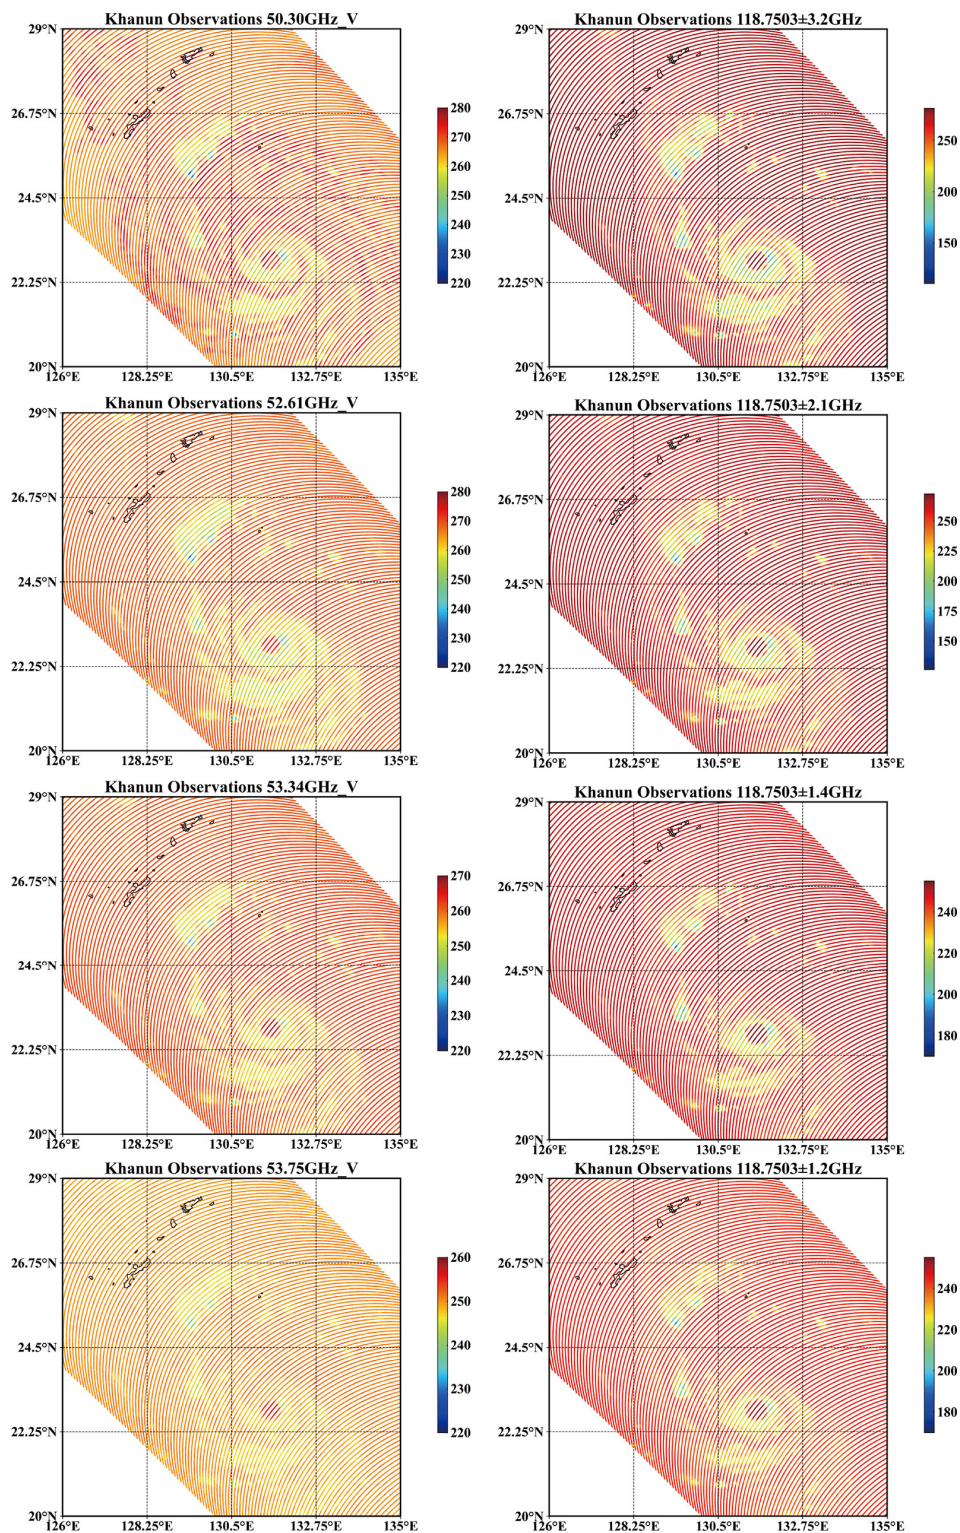 Khanun Observations 50.30GHz_V
29°N
26.75°N
24.5°N
22.25°N
20°N
126°E 128.25°E 130.5°E 132.75°E 135°E
280
270
260
250
240
230
220
Khanun Observations 118.7503±3.2GHz
29°N
26.75°N
24.5°N
22.25°N
20°N
126°E 128.25°E 130.5°E 132.75°E 135°E
250
200
150
Khanun Observations 52.61GHz_V
29°N
26.75°N
24.5°N
22.25°N
20°N
126°E 128.25°E 130.5°E 132.75°E 135°E
280
270
260
250
240
230
220
Khanun Observations 118.7503±2.1GHz
29°N
26.75°N
24.5°N
22.25°N
20°N
126°E 128.25°E 130.5°E 132.75°E 135°E
250
225
200
175
150
Khanun Observations 53.34GHz_V
29°N
26.75°N
24.5°N
22.25°N
20°N
126°E 128.25°E 130.5°E 132.75°E 135°E
270
260
250
240
230
220
Khanun Observations 118.7503±1.4GHz
29°N
26.75°N
24.5°N
22.25°N
20°N
126°E 128.25°E 130.5°E 132.75°E 135°E
240
220
200
180
Khanun Observations 53.75GHz_V
29°N
26.75°N
24.5°N
22.25°N
20°N
126°E 128.25°E 130.5°E 132.75°E 135°E
260
250
240
230
220
Khanun Observations 118.7503±1.2GHz
29°N
26.75°N
24.5°N
22.25°N
20°N
126°E 128.25°E 130.5°E 132.75°E 135°E
240
220
200
180